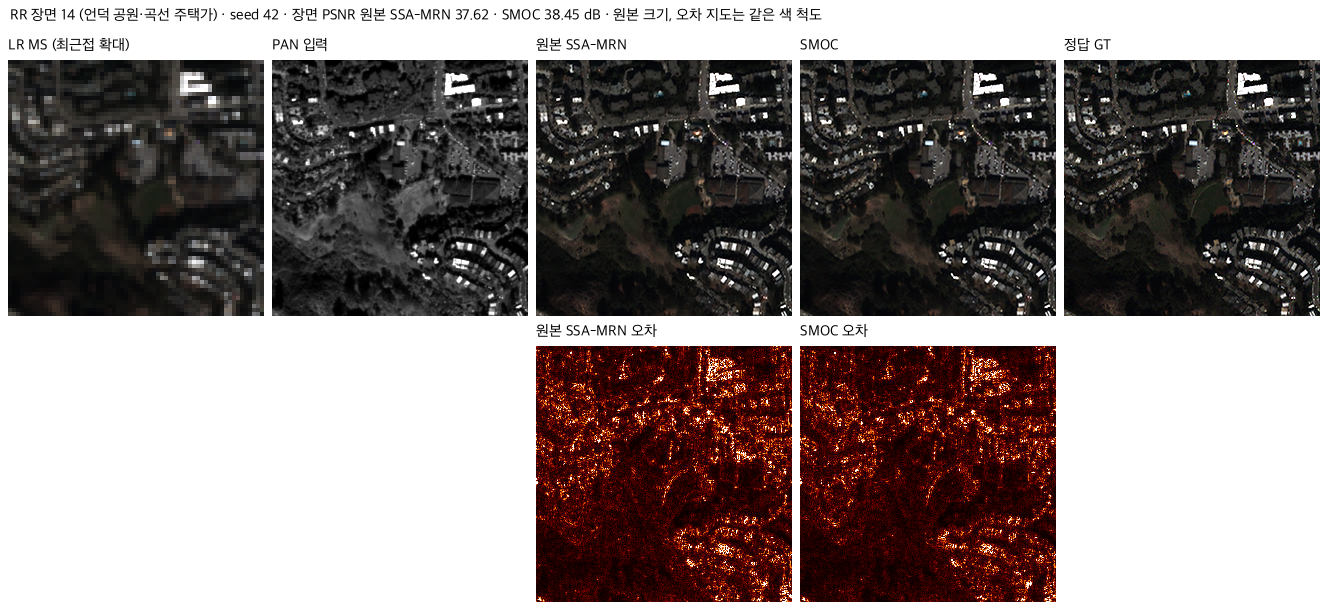 RR 장면 14 (언덕 공원·곡선 주택가) · seed 42 · 장면 PSNR 원본 SSA-MRN 37.62 · SMOC 38.45 dB · 원본 크기, 오차 지도는 같은 색 척도
LR MS (최근접 확대)
PAN 입력
원본 SSA-MRN
SMOC
정답 GT
원본 SSA-MRN 오차
SMOC 오차